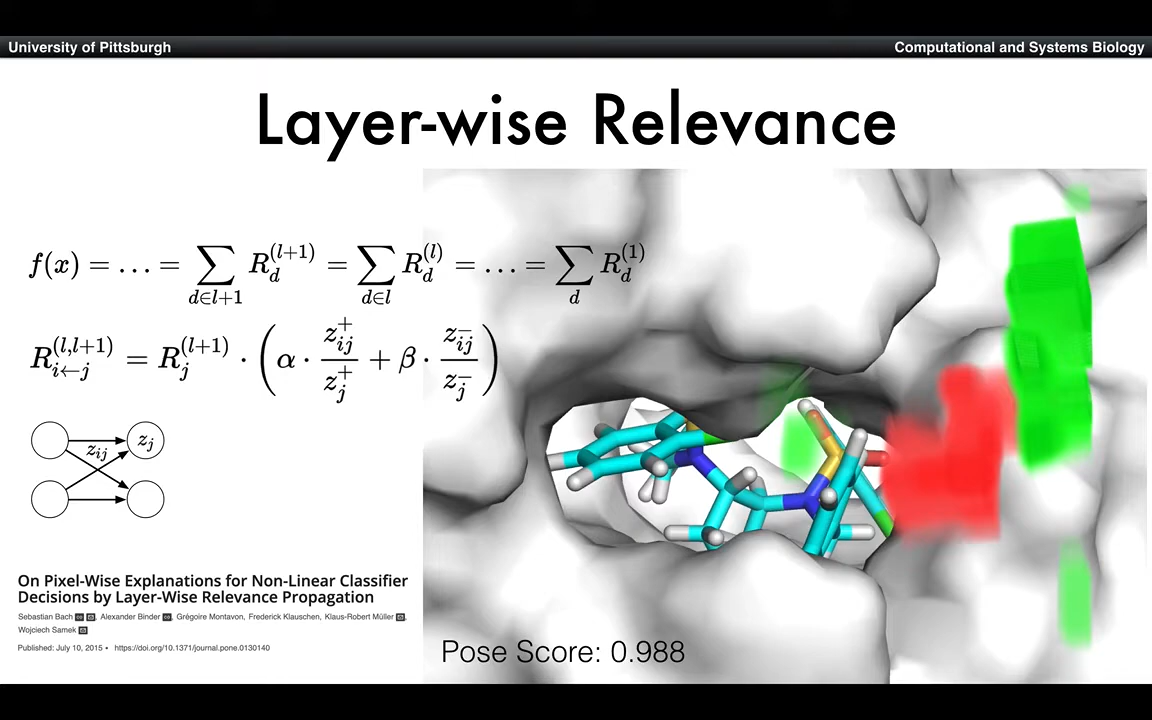 University of Pittsburgh
Computational and Systems Biology
Layer-wise Relevance
f(x) = … = ∑_{d∈l+1} R_d^{(l+1)} = ∑_{d∈l} R_d^{(l)} = … = ∑_d R_d^{(1)}
R_{i←j}^{(l,l+1)} = R_j^{(l+1)} · (α · z_{ij}^+ / z_j^+ + β · z_{ij}^- / z_j^-)
z_j
z_{ij}
On Pixel-Wise Explanations for Non-Linear Classifier
Decisions by Layer-Wise Relevance Propagation
Sebastian Bach, Alexander Binder, Grégoire Montavon, Frederick Klauschen, Klaus-Robert Müller,
Wojciech Samek
Published: July 10, 2015 • https://doi.org/10.1371/journal.pone.0130140
Pose Score: 0.988